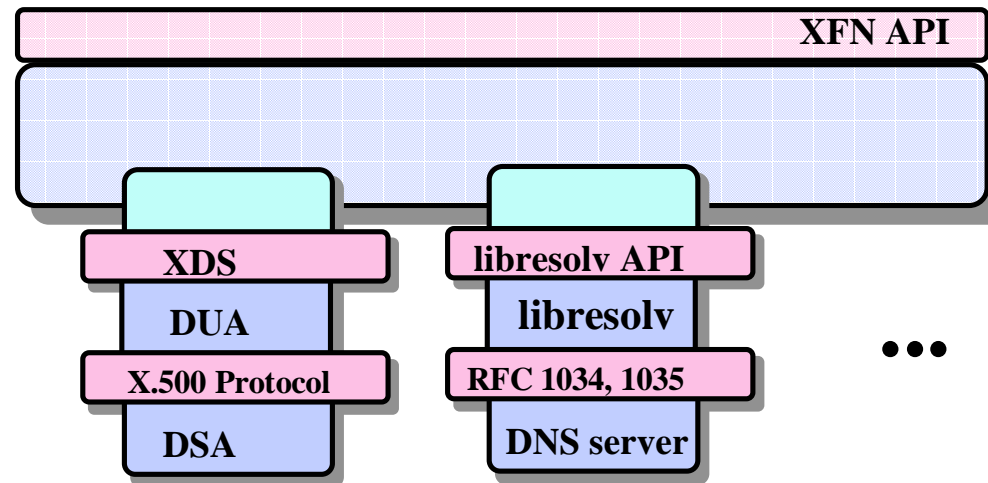 XFN API
XDS
DUA
X.500 Protocol
DSA
libresolv API
libresolv
RFC 1034, 1035
DNS server
•••